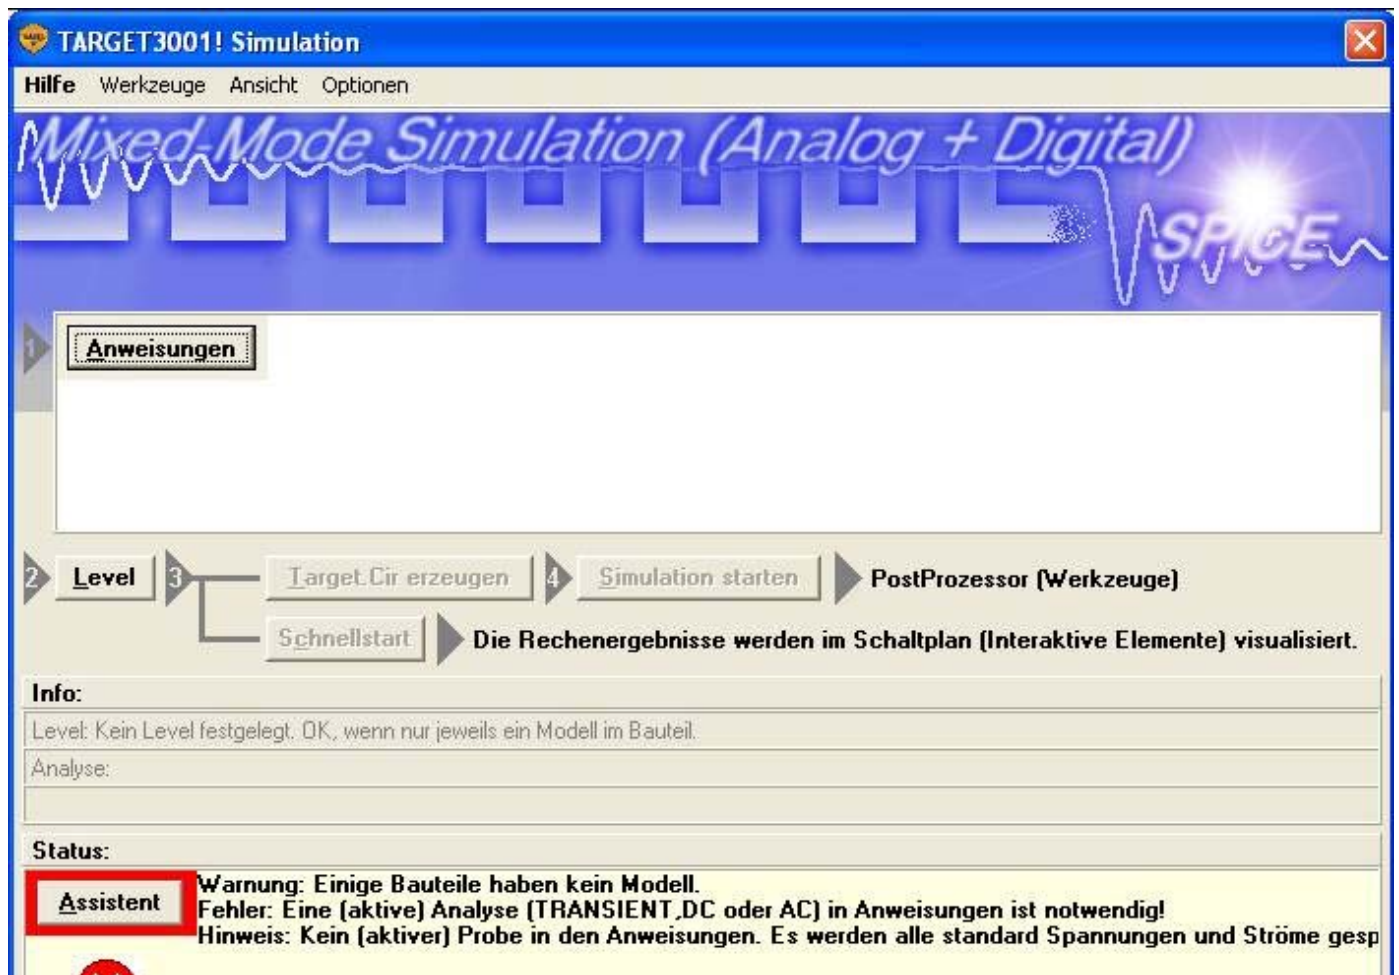 TARGET3001! Simulation
Hilfe Werkzeuge Ansicht Optionen
Mixed-Mode Simulation (Analog + Digital)
SPICE
1
Anweisungen
2 Level 3 Target.Cir erzeugen 4 Simulation starten PostProzessor (Werkzeuge)
Schnellstart Die Rechenergebnisse werden im Schaltplan (Interaktive Elemente) visualisiert.
Info:
Level: Kein Level festgelegt. OK, wenn nur jeweils ein Modell im Bauteil.
Analyse:
Status:
Assistent
Warnung: Einige Bauteile haben kein Modell.
Fehler: Eine (aktive) Analyse (TRANSIENT,DC oder AC) in Anweisungen ist notwendig!
Hinweis: Kein (aktiver) Probe in den Anweisungen. Es werden alle standard Spannungen und Ströme gesp